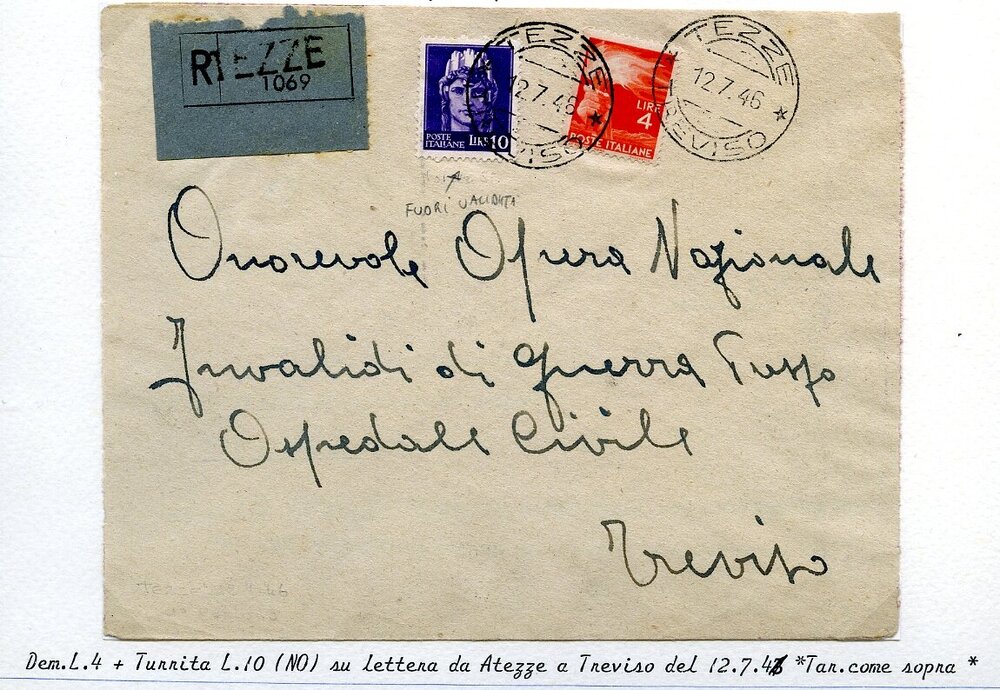 R TEZZE
1069
POSTE ITALIANE LIRE 10
TEZZE
12.7.46
TREVISO
LIRE 4
POSTE ITALIANE
TEZZE
12.7.46 *
TREVISO
FUORI VALIDITÀ
Onorevole Opera Nazionale
Invalidi di guerra Presso
Ospedale Civile
Treviso
Dem.L.4 + Turrita L.10 (NO) su lettera da Atezze a Treviso del 12.7.46 *Tar.come sopra *